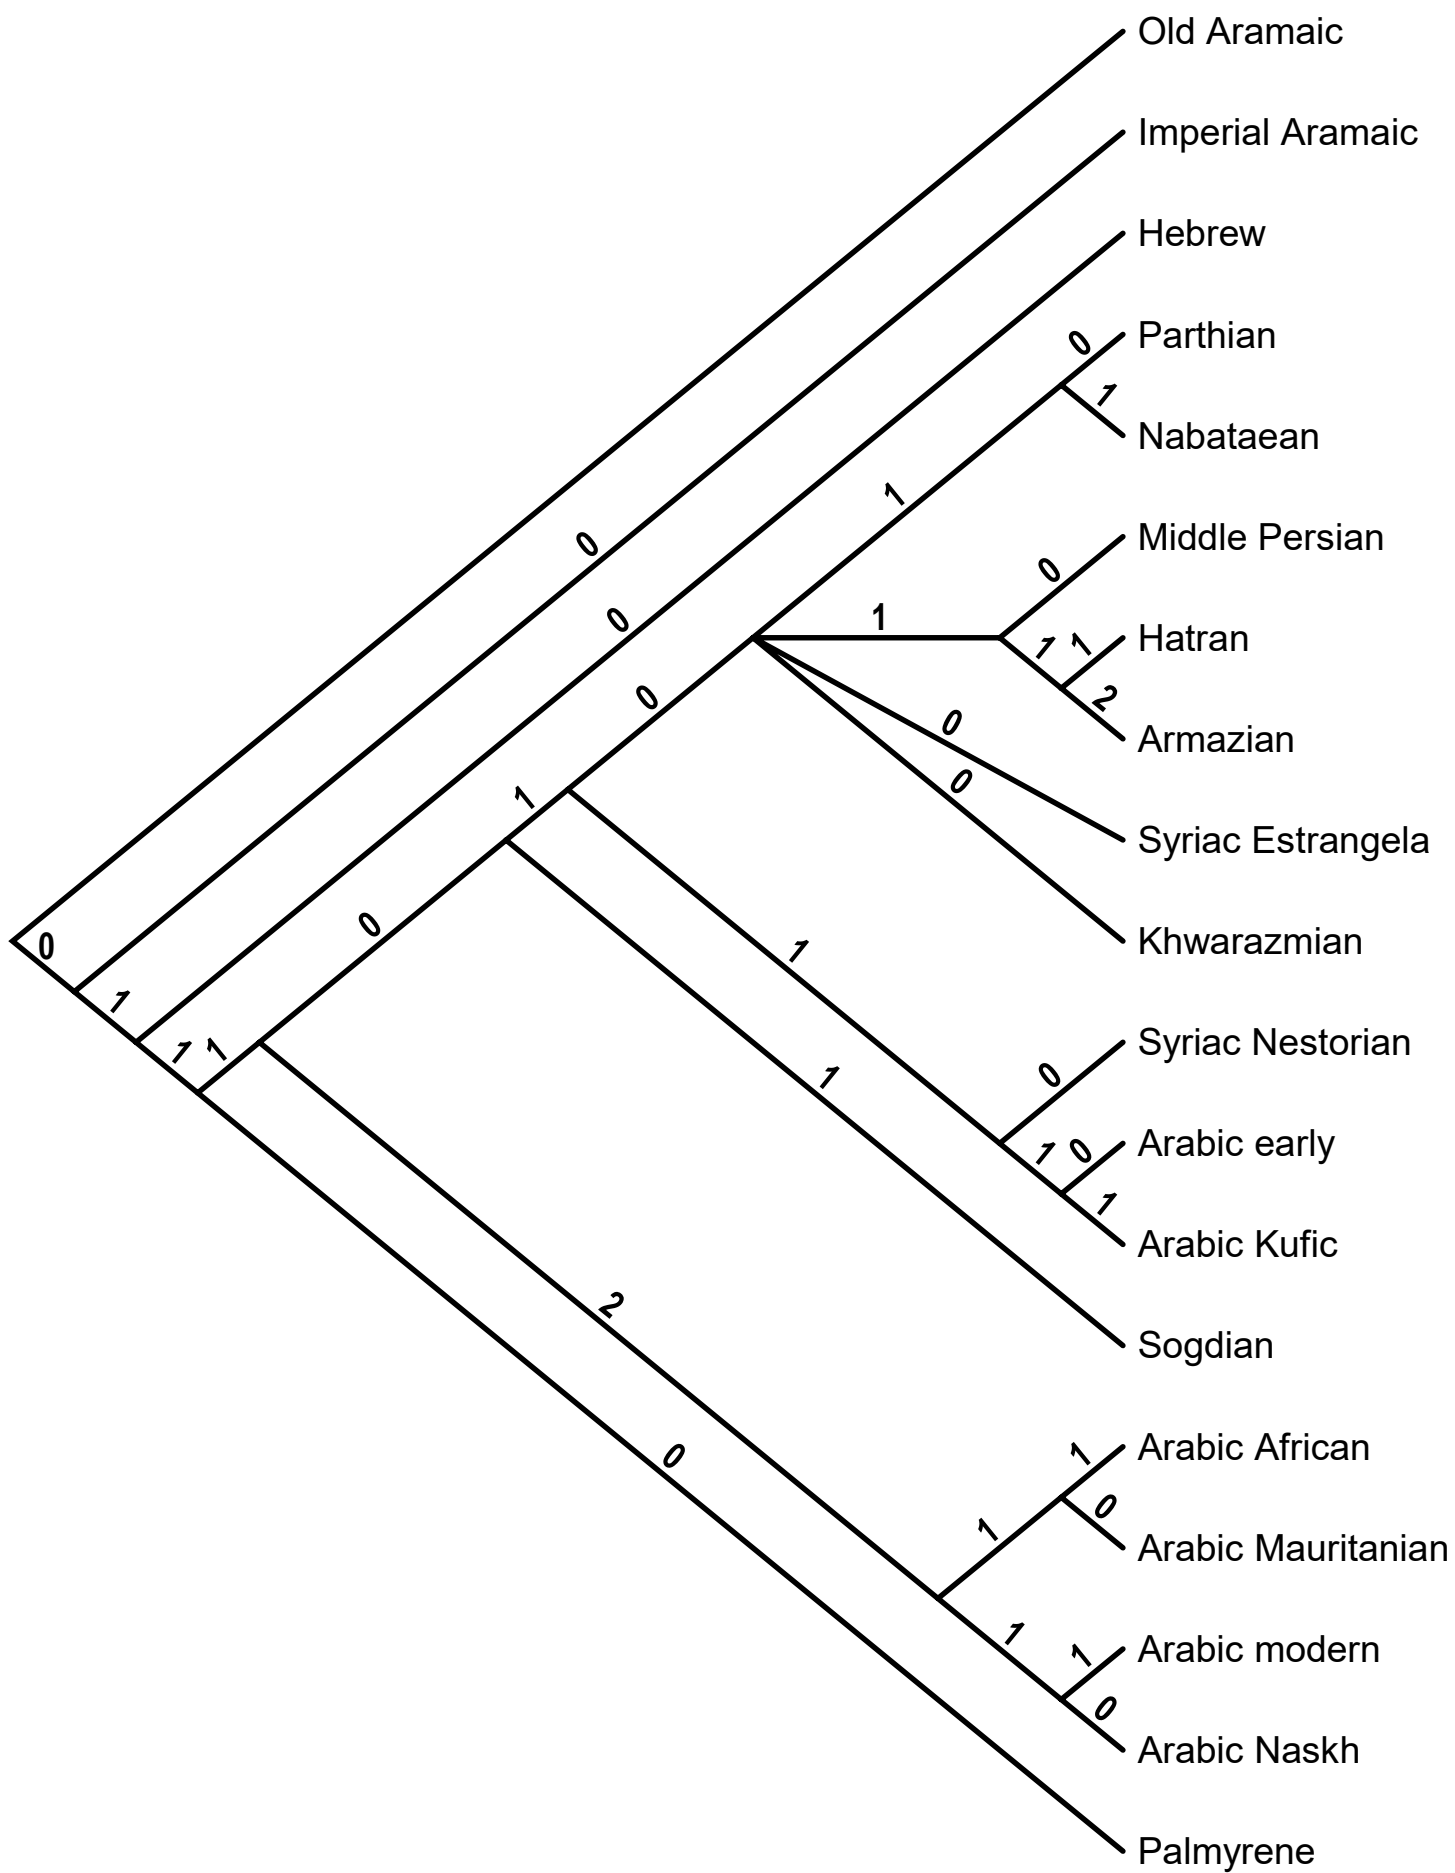 Old Aramaic
Imperial Aramaic
Hebrew
0
Parthian
1
Nabataean
1
0
Middle Persian
0
1
1
1
Hatran
2
Armazian
0
0
0
0
Syriac Estrangela
1
0
Khwarazmian
0
1
0
1
1
1
0
Syriac Nestorian
1
1
0
Arabic early
1
Arabic Kufic
2
Sogdian
0
1
Arabic African
1
0
Arabic Mauritanian
1
1
Arabic modern
0
Arabic Naskh
Palmyrene